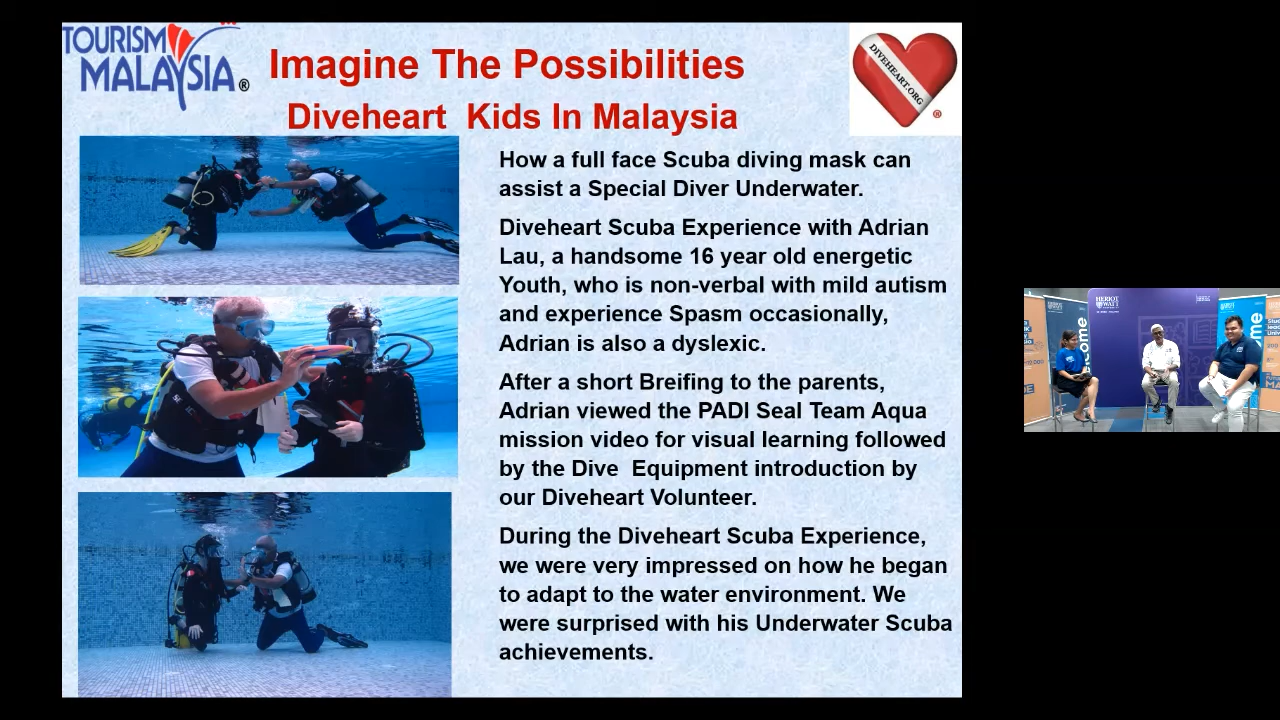 TOURISM
MALAYSIA®
Imagine The Possibilities
Diveheart Kids In Malaysia
DIVEHEART.ORG
®
How a full face Scuba diving mask can
assist a Special Diver Underwater.
Diveheart Scuba Experience with Adrian
Lau, a handsome 16 year old energetic
Youth, who is non-verbal with mild autism
and experience Spasm occasionally,
Adrian is also a dyslexic.
After a short Breifing to the parents,
Adrian viewed the PADI Seal Team Aqua
mission video for visual learning followed
by the Dive Equipment introduction by
our Diveheart Volunteer.
During the Diveheart Scuba Experience,
we were very impressed on how he began
to adapt to the water environment. We
were surprised with his Underwater Scuba
achievements.
HERIOT
WATT